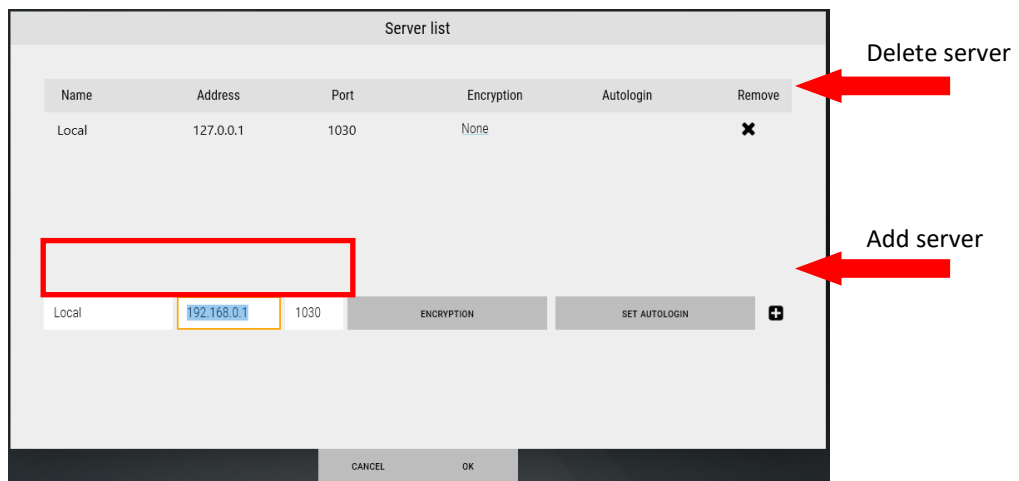 Server list
Delete server
Name Address Port Encryption Autologin Remove
Local 127.0.0.1 1030 None
Add server
Local 192.168.0.1 1030 ENCRYPTION SET AUTOLOGIN
CANCEL OK